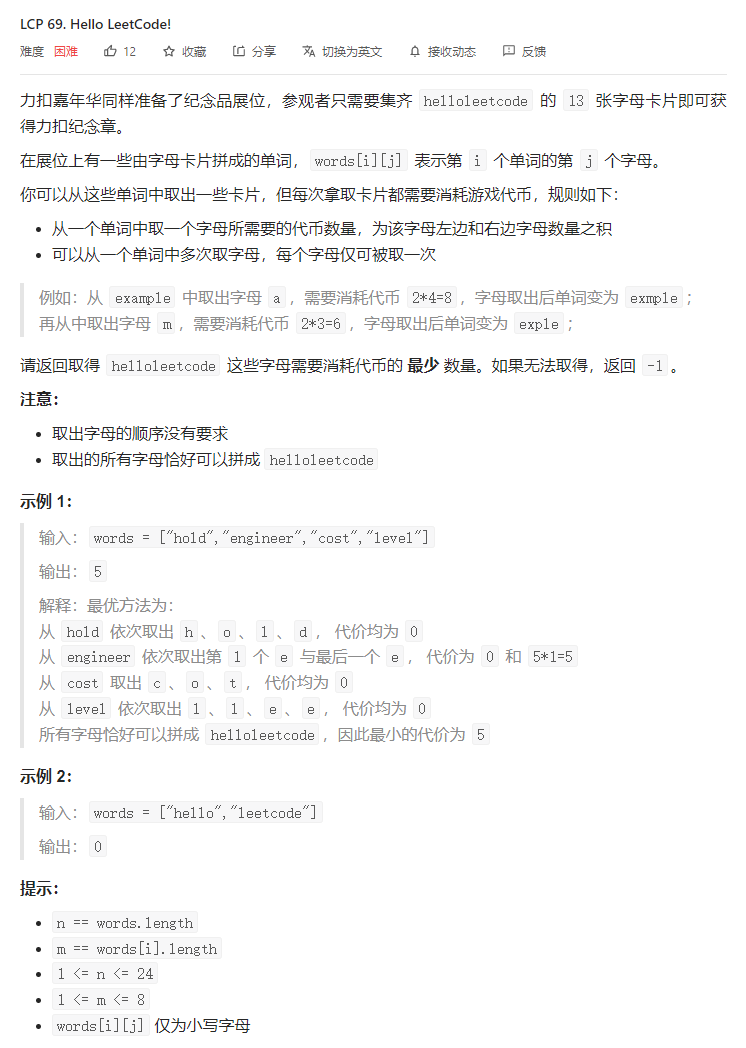 LCP 69. Hello LeetCode!
难度 困难 12 收藏 分享 切换为英文 接收动态 反馈
力扣嘉年华同样准备了纪念品展位，参观者只需要集齐 helloleetcode 的 13 张字母卡片即可获
得力扣纪念章。
在展位上有一些由字母卡片拼成的单词，words[i][j] 表示第 i 个单词的第 j 个字母。
你可以从这些单词中取出一些卡片，但每次拿取卡片都需要消耗游戏代币，规则如下：
• 从一个单词中取一个字母所需要的代币数量，为该字母左边和右边字母数量之积
• 可以从一个单词中多次取字母，每个字母仅可被取一次
例如：从 example 中取出字母 a，需要消耗代币 2*4=8，字母取出后单词变为 exmple；
再从中取出字母 m，需要消耗代币 2*3=6，字母取出后单词变为 exple；
请返回取得 helloleetcode 这些字母需要消耗代币的 最少 数量。如果无法取得，返回 -1。
注意：
• 取出字母的顺序没有要求
• 取出的所有字母恰好可以拼成 helloleetcode
示例 1：
输入：words = ["hold","engineer","cost","level"]
输出：5
解释：最优方法为：
从 hold 依次取出 h、o、l、d，代价均为 0
从 engineer 依次取出第 1 个 e 与最后一个 e，代价为 0 和 5*1=5
从 cost 取出 c、o、t，代价均为 0
从 level 依次取出 l、l、e、e，代价均为 0
所有字母恰好可以拼成 helloleetcode，因此最小的代价为 5
示例 2：
输入：words = ["hello","leetcode"]
输出：0
提示：
• n == words.length
• m == words[i].length
• 1 <= n <= 24
• 1 <= m <= 8
• words[i][j] 仅为小写字母